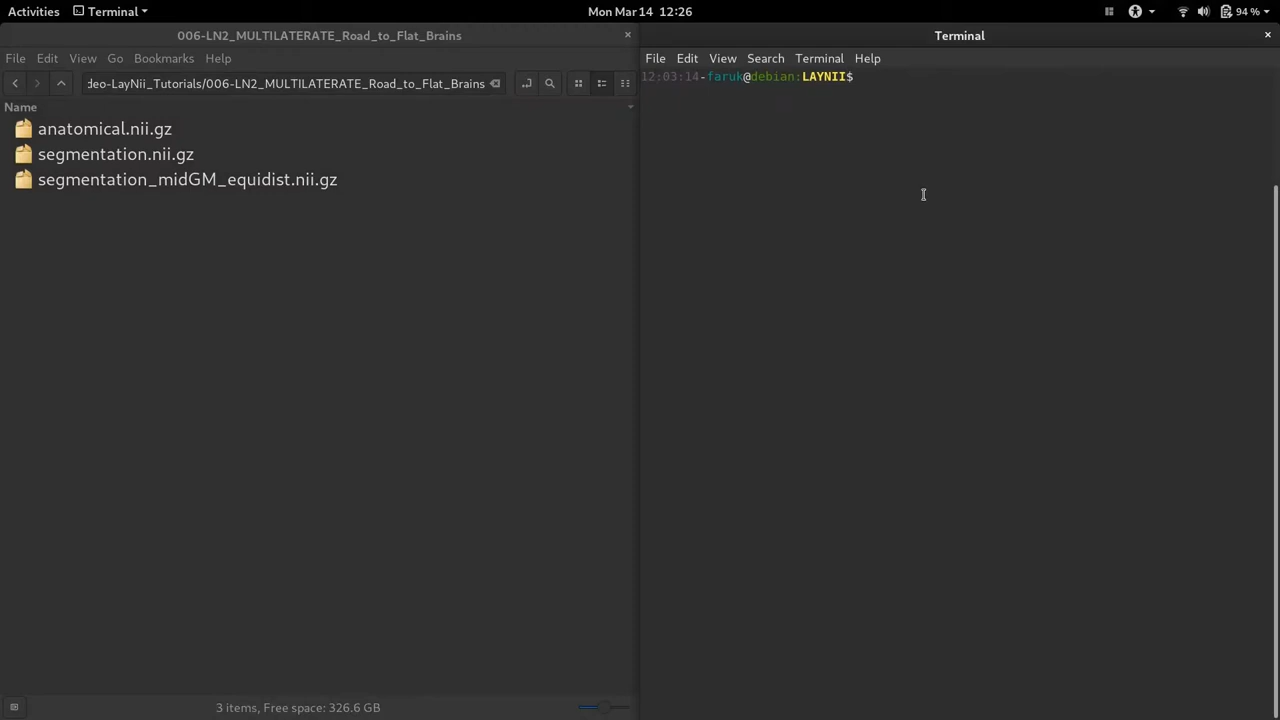 Activities Terminal Mon Mar 14 12:26 94 %
006-LN2_MULTILATERATE_Road_to_Flat_Brains
File Edit View Go Bookmarks Help
deo-LayNii_Tutorials/006-LN2_MULTILATERATE_Road_to_Flat_Brains
Name
anatomical.nii.gz
segmentation.nii.gz
segmentation_midGM_equidist.nii.gz
3 items, Free space: 326.6 GB
Terminal
File Edit View Search Terminal Help
12:03:14-faruk@debian:LAYNII$